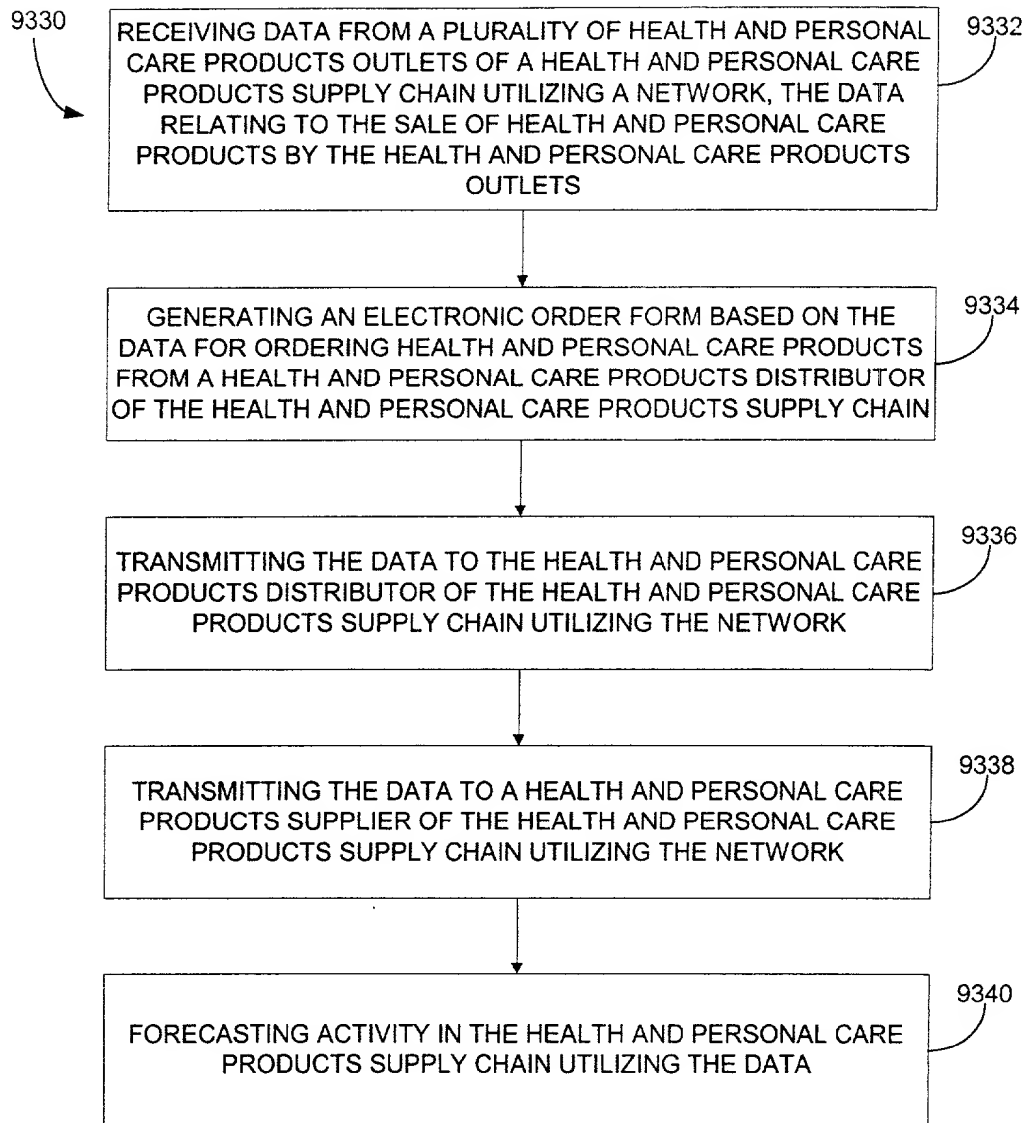 9330
RECEIVING DATA FROM A PLURALITY OF HEALTH AND PERSONAL
CARE PRODUCTS OUTLETS OF A HEALTH AND PERSONAL CARE
PRODUCTS SUPPLY CHAIN UTILIZING A NETWORK, THE DATA
RELATING TO THE SALE OF HEALTH AND PERSONAL CARE
PRODUCTS BY THE HEALTH AND PERSONAL CARE PRODUCTS
OUTLETS
9332
GENERATING AN ELECTRONIC ORDER FORM BASED ON THE
DATA FOR ORDERING HEALTH AND PERSONAL CARE PRODUCTS
FROM A HEALTH AND PERSONAL CARE PRODUCTS DISTRIBUTOR
OF THE HEALTH AND PERSONAL CARE PRODUCTS SUPPLY CHAIN
9334
TRANSMITTING THE DATA TO THE HEALTH AND PERSONAL CARE
PRODUCTS DISTRIBUTOR OF THE HEALTH AND PERSONAL CARE
PRODUCTS SUPPLY CHAIN UTILIZING THE NETWORK
9336
TRANSMITTING THE DATA TO A HEALTH AND PERSONAL CARE
PRODUCTS SUPPLIER OF THE HEALTH AND PERSONAL CARE
PRODUCTS SUPPLY CHAIN UTILIZING THE NETWORK
9338
FORECASTING ACTIVITY IN THE HEALTH AND PERSONAL CARE
PRODUCTS SUPPLY CHAIN UTILIZING THE DATA
9340